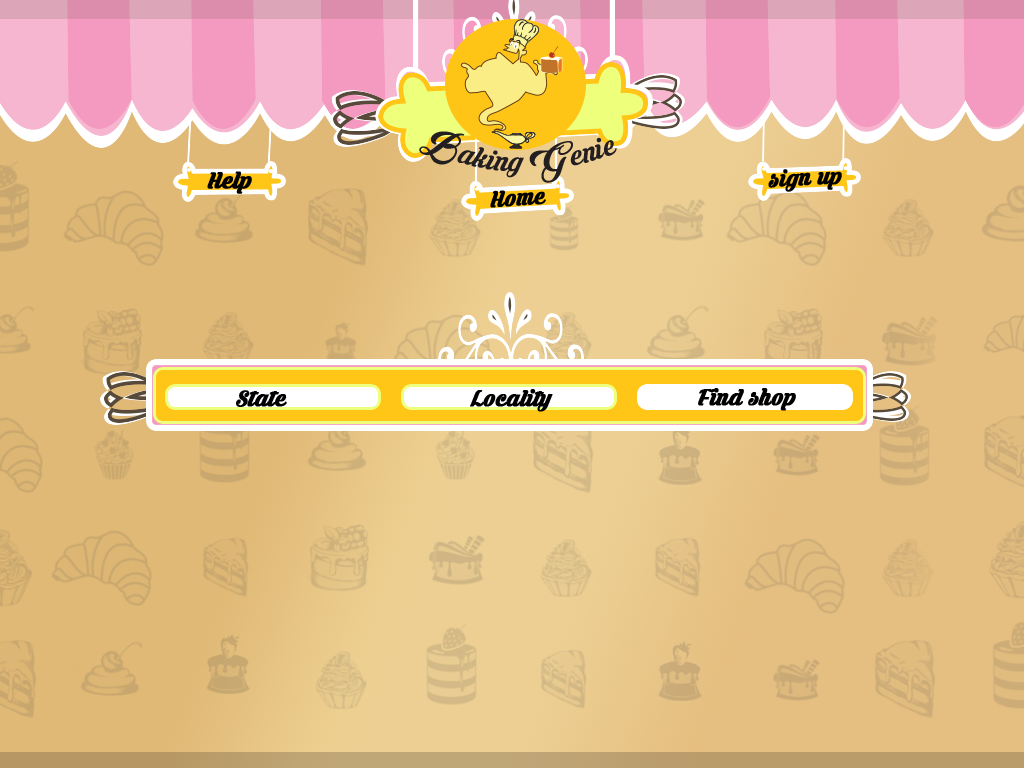 Baking Genie
Help
Home
sign up
State
Locality
Find shop